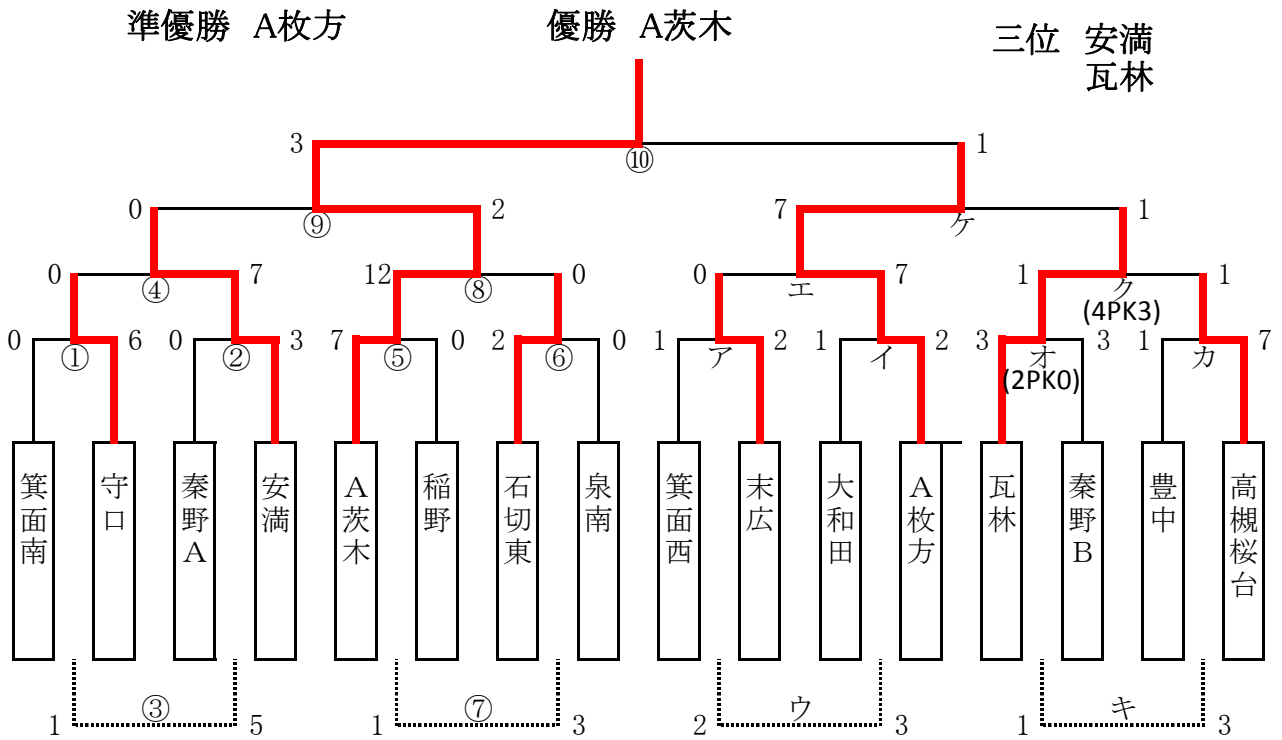 準優勝 A枚方
優勝 A茨木
三位 安満
瓦林
3
⑩
1
0
⑨
2
7
ケ
1
0
④
7
12
⑧
0
0
エ
7
1
ク
1
(4PK3)
0
①
6
0
②
3
7
⑤
0
2
⑥
0
1
ア
2
1
イ
2
3
オ
3
1
カ
7
(2PK0)
箕面南
守口
秦野A
安満
A茨木
稲野
石切東
泉南
箕面西
末広
大和田
A枚方
瓦林
秦野B
豊中
高槻桜台
1
③
5
1
⑦
3
2
ウ
3
1
キ
3